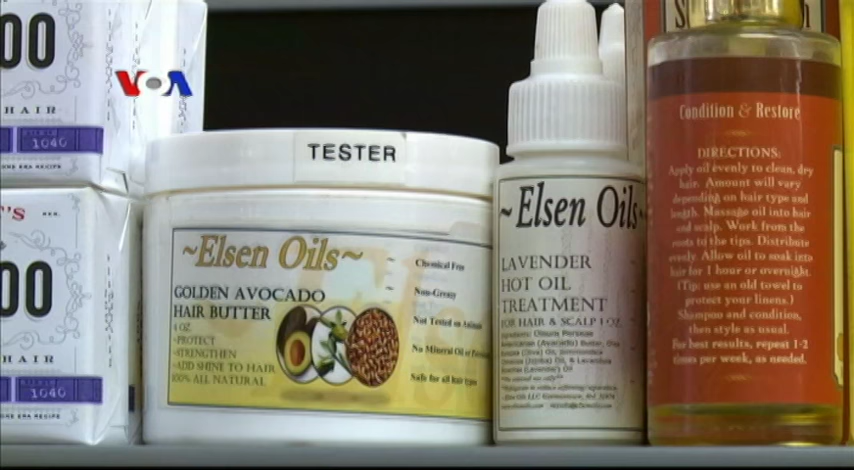 00
HAIR
1040
00
HAIR
1040
VOA
TESTER
~Elsen Oils~
GOLDEN AVOCADO
HAIR BUTTER
4 OZ.
-PROTECT
-STRENGTHEN
-ADD SHINE TO HAIR
100% ALL NATURAL
Chemical Free
Non-Greasy
Not Tested on Animals
No Mineral Oil or
Safe for all hair types
~Elsen Oils~
LAVENDER
HOT OIL
TREATMENT
FOR HAIR & SCALP 1 OZ.
Condition & Restore
DIRECTIONS:
Apply oil evenly to clean, dry
hair. Amount will vary
depending on hair type and
length. Massage oil into hair
and scalp. Work from the
roots to the tips. Distribute
evenly. Allow oil to soak into
hair for 1 hour or overnight.
(Tip: use an old towel to
protect your linens.)
Shampoo and condition,
then style as usual.
For best results, repeat 1-2
times per week, as needed.